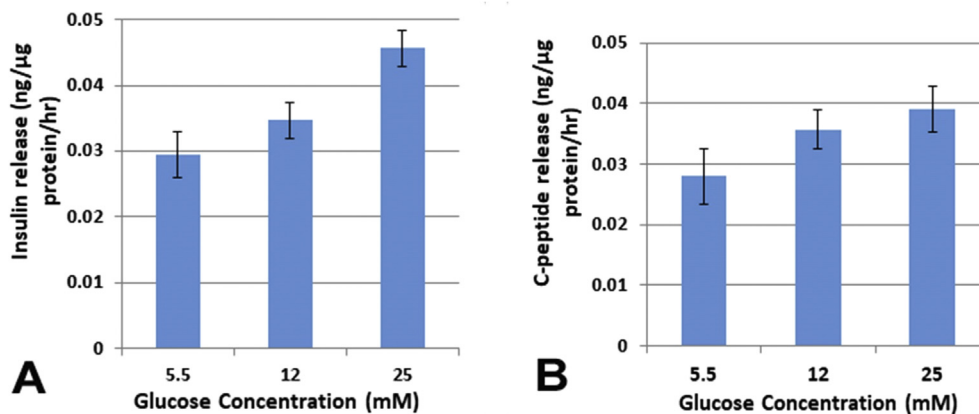 0.05
0.04
0.03
0.02
0.01
0
Insulin release (ng/µg
protein/hr)
5.5 12 25
Glucose Concentration (mM)
A
0.05
0.04
0.03
0.02
0.01
0
C-peptide release (ng/µg
protein/hr)
5.5 12 25
Glucose Concentration (mM)
B